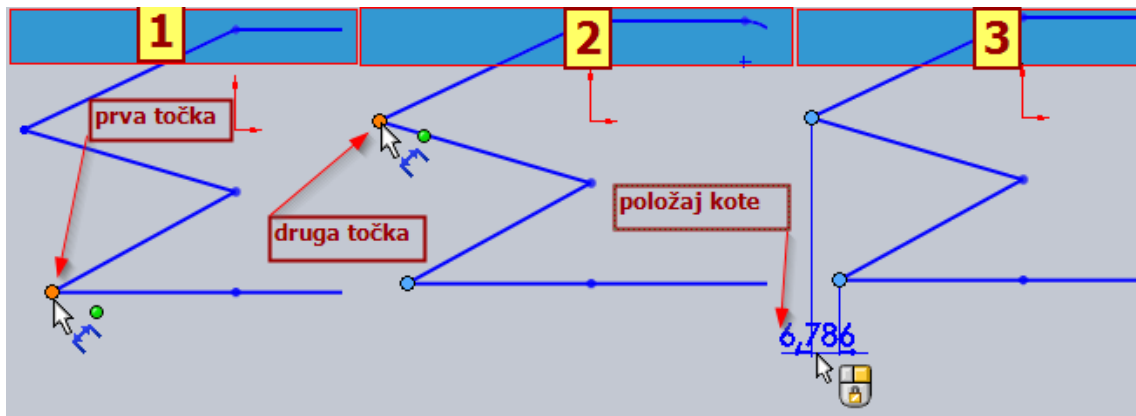 1
prva točka
2
druga točka
3
položaj kote
6,786